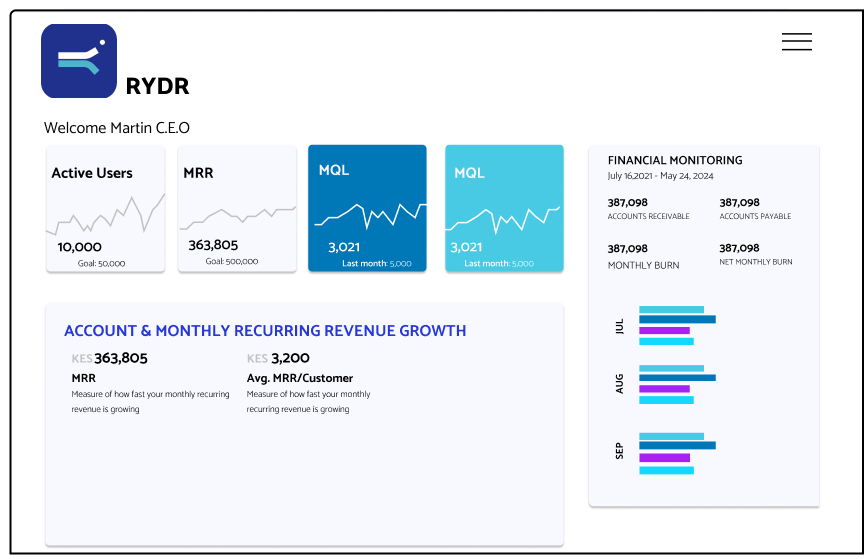 RYDR
Welcome Martin C.E.O
Active Users
10,000
Goal: 50,000
MRR
363,805
Goal: 500,000
MQL
3,021
Last month: 5,000
MQL
3,021
Last month: 5,000
FINANCIAL MONITORING
July 16,2021 - May 24, 2024
387,098 387,098
ACCOUNTS RECEIVABLE ACCOUNTS PAYABLE
387,098 387,098
MONTHLY BURN NET MONTHLY BURN
JUL
AUG
SEP
ACCOUNT & MONTHLY RECURRING REVENUE GROWTH
KES 363,805 KES 3,200
MRR Avg. MRR/Customer
Measure of how fast your monthly recurring Measure of how fast your monthly
revenue is growing recurring revenue is growing